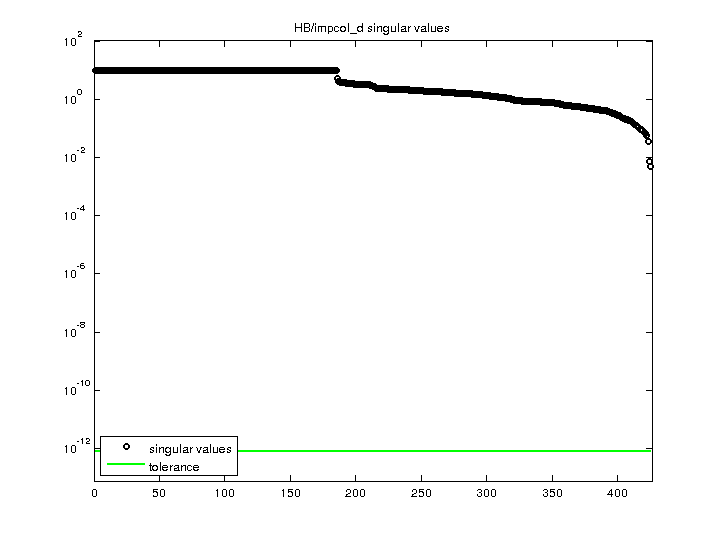 HB/impcol_d singular values
10^2
10^0
10^-2
10^-4
10^-6
10^-8
10^-10
10^-12
singular values
tolerance
0 50 100 150 200 250 300 350 400